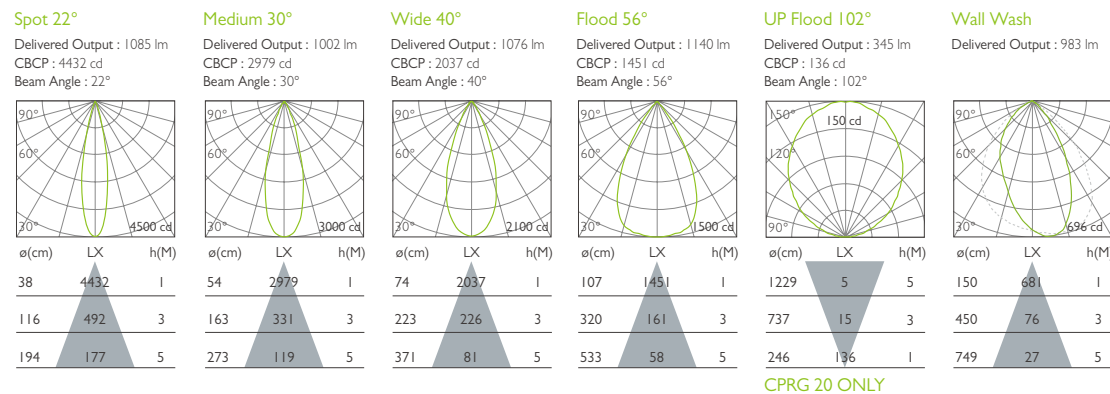 Spot 22°
Delivered Output : 1085 lm
CBCP : 4432 cd
Beam Angle : 22°
90°
60°
30°
4500 cd
ø(cm) LX h(M)
38 4432 1
116 492 3
194 177 5
Medium 30°
Delivered Output : 1002 lm
CBCP : 2979 cd
Beam Angle : 30°
90°
60°
30°
3000 cd
ø(cm) LX h(M)
54 2979 1
163 331 3
273 119 5
Wide 40°
Delivered Output : 1076 lm
CBCP : 2037 cd
Beam Angle : 40°
90°
60°
30°
2100 cd
ø(cm) LX h(M)
74 2037 1
223 226 3
371 81 5
Flood 56°
Delivered Output : 1140 lm
CBCP : 1451 cd
Beam Angle : 56°
90°
60°
30°
1500 cd
ø(cm) LX h(M)
107 1451 1
320 161 3
533 58 5
UP Flood 102°
Delivered Output : 345 lm
CBCP : 136 cd
Beam Angle : 102°
150°
150 cd
120°
90°
ø(cm) LX h(M)
1229 5 5
737 15 3
246 136 1
CPRG 20 ONLY
Wall Wash
Delivered Output : 983 lm
90°
60°
30°
696 cd
ø(cm) LX h(M)
150 681 1
450 76 3
749 27 5